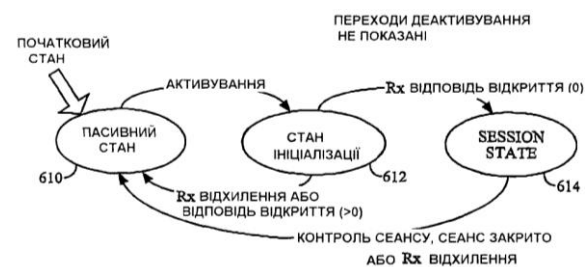 ПЕРЕХОДИ ДЕАКТИВУВАННЯ
НЕ ПОКАЗАНІ
ПОЧАТКОВИЙ
СТАН
АКТИВУВАННЯ
Rx ВІДПОВІДЬ ВІДКРИТТЯ (0)
ПАСИВНИЙ
СТАН
СТАН
ІНІЦІАЛІЗАЦІЇ
SESSION
STATE
610
612
614
Rx ВІДХИЛЕННЯ АБО
ВІДПОВІДЬ ВІДКРИТТЯ (>0)
КОНТРОЛЬ СЕАНСУ, СЕАНС ЗАКРИТО
АБО Rx ВІДХИЛЕННЯ